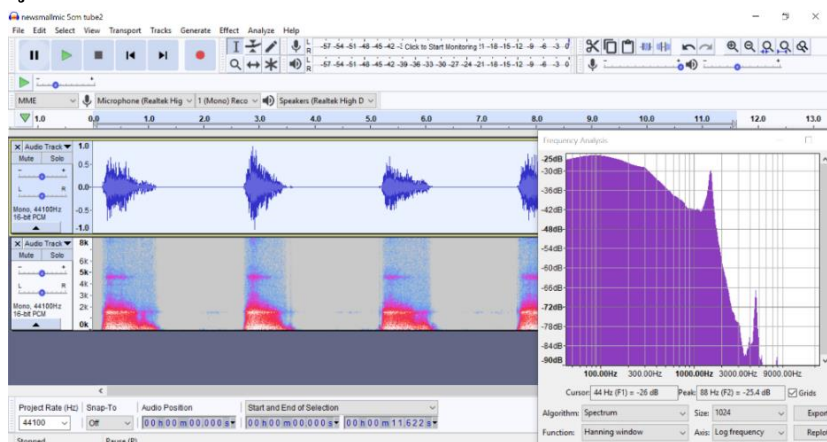 newsmallmic 5cm tube2
File Edit Select View Transport Tracks Generate Effect Analyze Help
L R -57 -54 -51 -48 -45 -42 Click to Start Monitoring -18 -15 -12 -9 -6 -3 0
L R -57 -54 -51 -48 -45 -42 -39 -36 -33 -30 -27 -24 -21 -18 -15 -12 -9 -6 -3 0
MME Microphone (Realtek Hig 1 (Mono) Reco Speakers (Realtek High D
1.0 0.0 1.0 2.0 3.0 4.0 5.0 6.0 7.0 8.0 9.0 10.0 11.0 12.0 13.0
Frequency Analysis
X Audio Track 1.0
Mute Solo 0.5
L R 0.0
Mono, 44100Hz -0.5
16-bit PCM
-1.0
X Audio Track 8k
Mute Solo 6k
5k
4k
L R
Mono, 44100Hz 2k
16-bit PCM
0k
-25dB
-30dB
-36dB
-42dB
-48dB
-54dB
-60dB
-66dB
-72dB
-78dB
-84dB
-90dB
100.00Hz 300.00Hz 1000.00Hz 3000.00Hz 9000.00Hz
Cursor: 44 Hz (F1) = -26 dB Peak: 88 Hz (F2) = -25.4 dB Grids
Algorithm: Spectrum Size: 1024 Export
Function: Hanning window Axis: Log frequency Replo
Project Rate (Hz) Snap-To Audio Position Start and End of Selection
44100 Off 00 h 00 m 00.000 s 00 h 00 m 00.000 s 00 h 00 m 11.622 s
Stopped